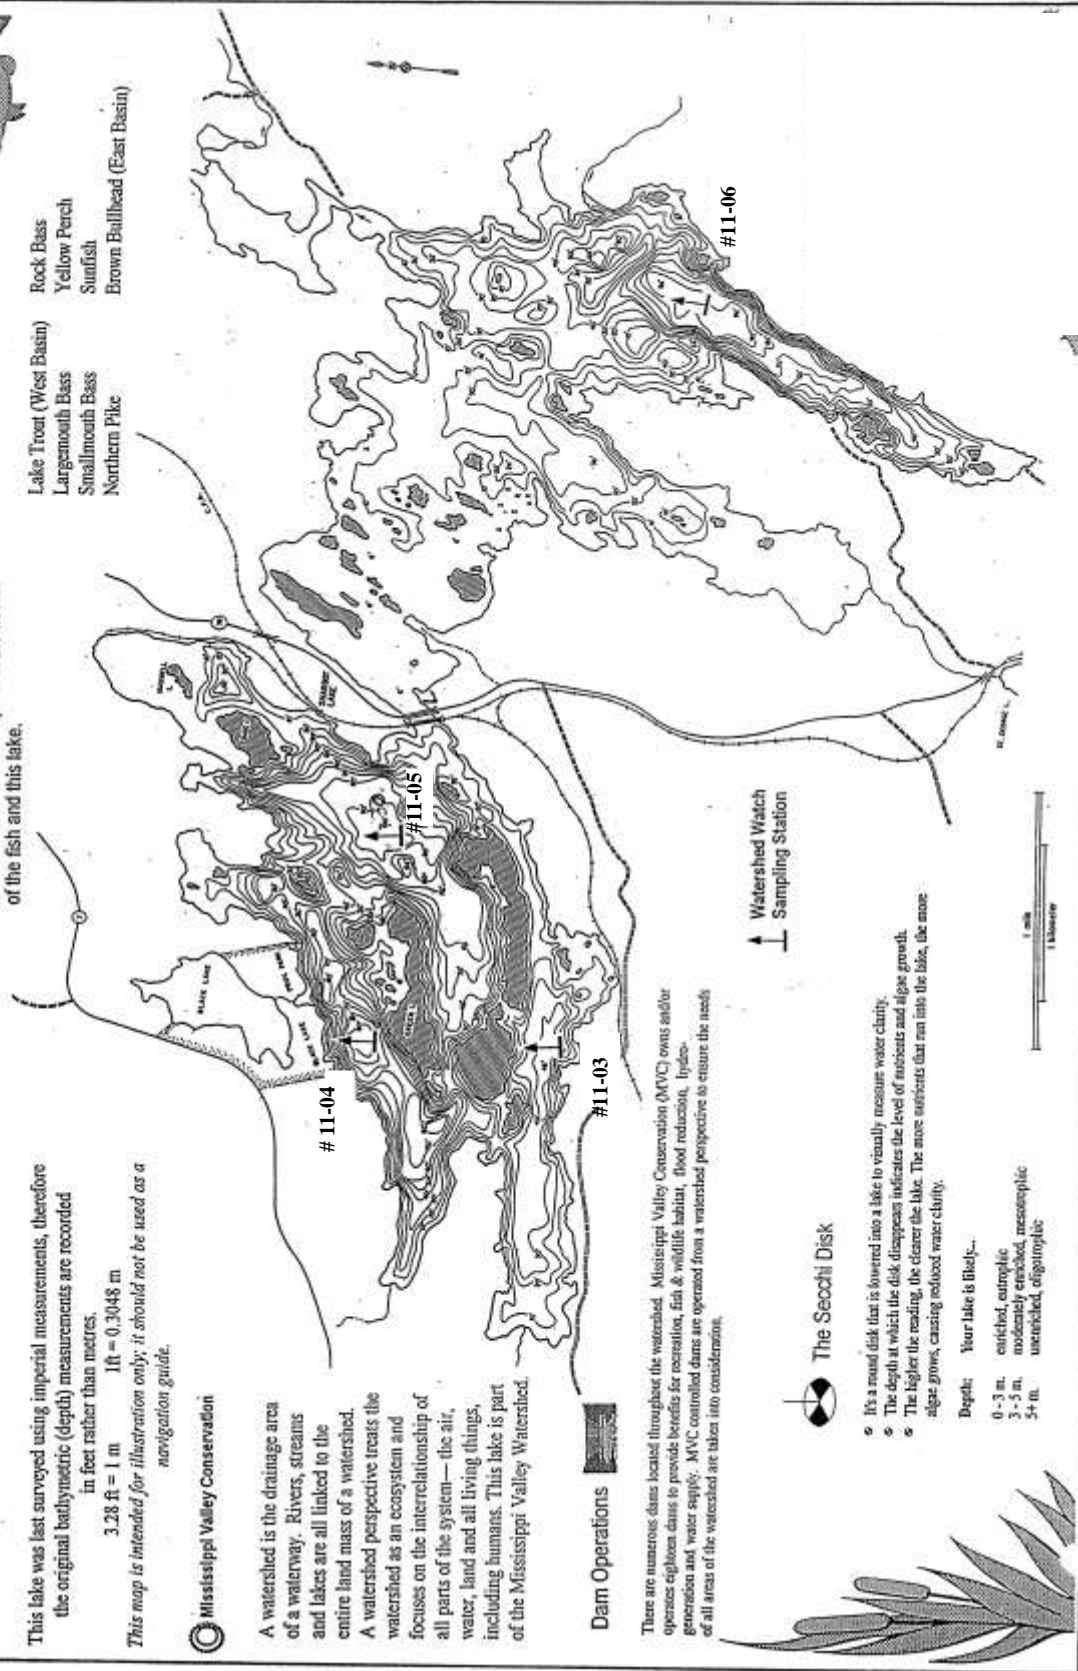 of the fish and this lake.
Lake Trout (West Basin)
Largemouth Bass
Smallmouth Bass
Northern Pike
Rock Bass
Yellow Perch
Sunfish
Brown Bullhead (East Basin)
This lake was last surveyed using imperial measurements, therefore
the original bathymetric (depth) measurements are recorded
in feet rather than metres.
3.28 ft = 1 m 1ft = 0.3048 m
This map is intended for illustration only; it should not be used as a
navigation guide.
Mississippi Valley Conservation
A watershed is the drainage area
of a waterway. Rivers, streams
and lakes are all linked to the
entire land mass of a watershed.
A watershed perspective treats the
watershed as an ecosystem and
focuses on the interrelationship of
all parts of the system— the air,
water, land and all living things,
including humans. This lake is part
of the Mississippi Valley Watershed.
Dam Operations
There are numerous dams located throughout the watershed. Mississippi Valley Conservation (MVC) owns and/or
operates eighteen dams to provide benefits for recreation, fish & wildlife habitat, flood reduction, hydro-
generation and water supply. MVC controlled dams are operated from a watershed perspective to ensure the needs
of all areas of the watershed are taken into consideration.
The Secchi Disk
It's a round disk that is lowered into a lake to visually measure water clarity.
The depth at which the disk disappears indicates the level of nutrients and algae growth.
The higher the reading, the clearer the lake. The more nutrients that run into the lake, the more
algae grows, causing reduced water clarity.
Depth: Your lake is likely...
0 - 3 m. enriched, eutrophic
3 - 5 m. moderately enriched, mesotrophic
5+ m. unenriched, oligotrophic
Watershed Watch
Sampling Station
1 mile
1 kilometer
BLACK LAKE
BLACK LAKE
SHARBOT
LAKE
# 11-04
#11-03
#11-05
#11-06